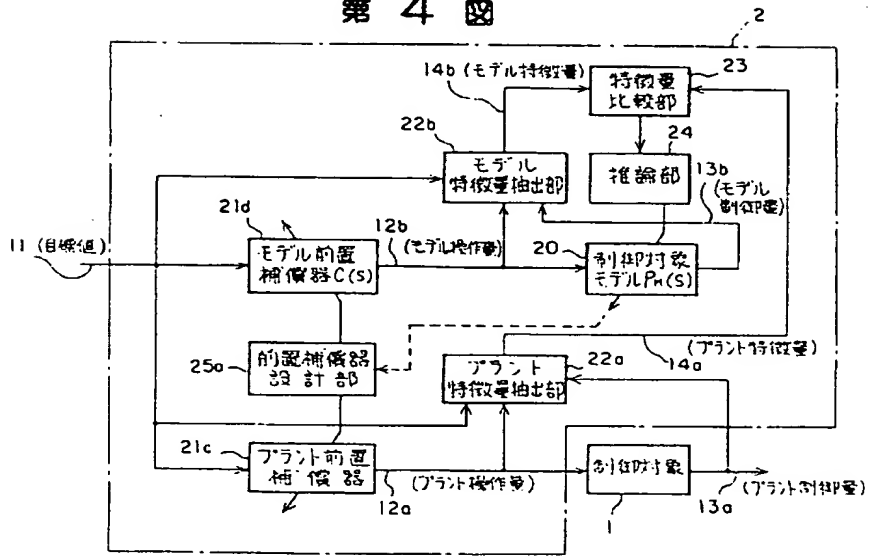 第4図
2
14b (モデル特徴量)
特徴量
比較部
23
22b
モデル
特徴量抽出部
24
推論部
13b
(モデル
制御量)
21d
11 (目標値)
モデル前置
補償器C(S)
12b
(モデル操作量)
20
制御対象
モデルPM(S)
25a
前置補償器
設計部
プラント
特徴量抽出部
22a
14a
(プラント特徴量)
21c
プラント前置
補償器
12a
(プラント操作量)
制御対象
1
13a
(プラント制御量)